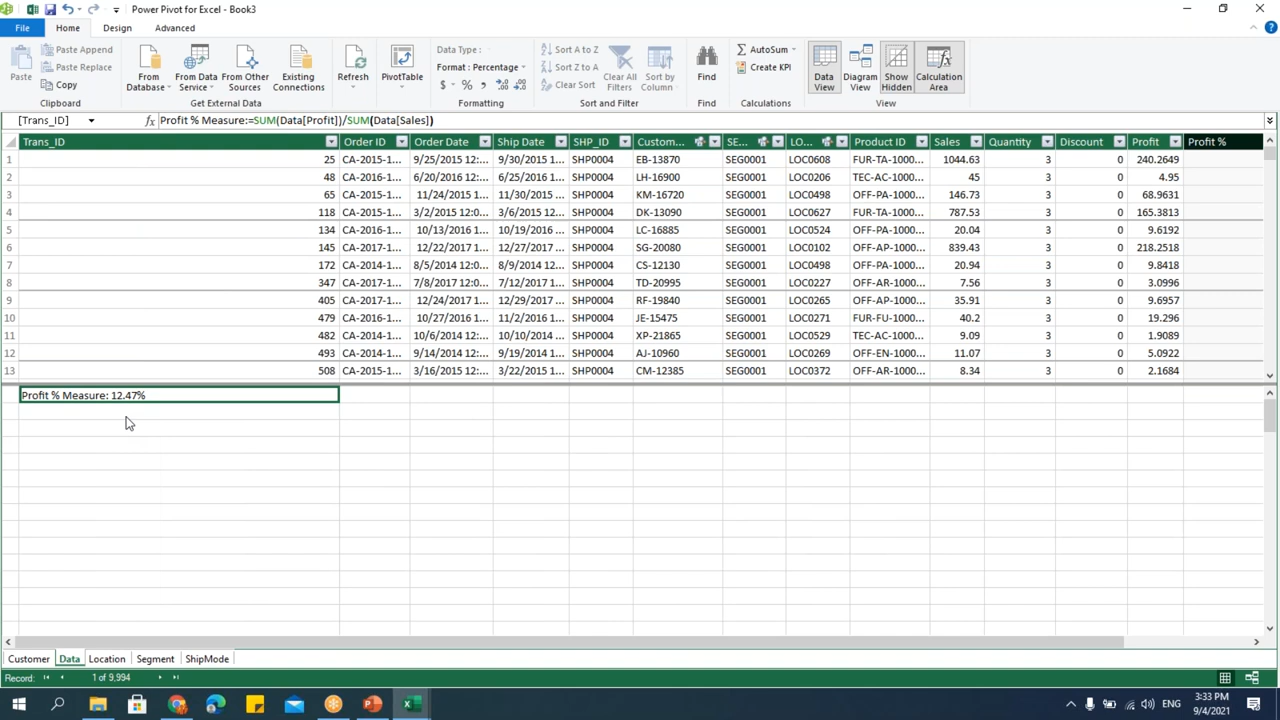 Power Pivot for Excel - Book3
File Home Design Advanced
Paste
Paste Append
Paste Replace
Copy
Clipboard
From Database
From Data Service
From Other Sources
Existing Connections
Get External Data
Refresh
PivotTable
Data Type :
Format : Percentage
$ % ,
Formatting
Sort A to Z
Sort Z to A
Clear Sort
Clear All Filters
Sort by Column
Sort and Filter
Find
Find
AutoSum
Create KPI
Calculations
Data View
Diagram View
Show Hidden
Calculation Area
View
[Trans_ID] fx Profit % Measure:=SUM(Data[Profit])/SUM(Data[Sales])
Trans_ID Order ID Order Date Ship Date SHP_ID Custom... SE... LO... Product ID Sales Quantity Discount Profit Profit %
1 25 CA-2015-1... 9/25/2015 12:... 9/30/2015 1... SHP0004 EB-13870 SEG0001 LOC0608 FUR-TA-1000... 1044.63 3 0 240.2649
2 48 CA-2016-1... 6/20/2016 12:... 6/25/2016 1... SHP0004 LH-16900 SEG0001 LOC0206 TEC-AC-1000... 45 3 0 4.95
3 65 CA-2015-1... 11/24/2015 1... 11/30/2015 ... SHP0004 KM-16720 SEG0001 LOC0498 OFF-PA-1000... 146.73 3 0 68.9631
4 118 CA-2015-1... 3/2/2015 12:0... 3/6/2015 12:... SHP0004 DK-13090 SEG0001 LOC0627 FUR-TA-1000... 787.53 3 0 165.3813
5 134 CA-2016-1... 10/13/2016 1... 10/19/2016 ... SHP0004 LC-16885 SEG0001 LOC0524 OFF-PA-1000... 20.04 3 0 9.6192
6 145 CA-2017-1... 12/22/2017 1... 12/27/2017 ... SHP0004 SG-20080 SEG0001 LOC0102 OFF-AP-1000... 839.43 3 0 218.2518
7 172 CA-2014-1... 8/5/2014 12:0... 8/9/2014 12:... SHP0004 CS-12130 SEG0001 LOC0498 OFF-PA-1000... 20.94 3 0 9.8418
8 347 CA-2017-1... 7/8/2017 12:0... 7/12/2017 1... SHP0004 TD-20995 SEG0001 LOC0227 OFF-AR-1000... 7.56 3 0 3.0996
9 405 CA-2017-1... 12/24/2017 1... 12/29/2017 ... SHP0004 RF-19840 SEG0001 LOC0265 OFF-AP-1000... 35.91 3 0 9.6957
10 479 CA-2016-1... 10/27/2016 1... 11/2/2016 1... SHP0004 JE-15475 SEG0001 LOC0271 FUR-FU-1000... 40.2 3 0 19.296
11 482 CA-2014-1... 10/6/2014 12:... 10/10/2014 ... SHP0004 XP-21865 SEG0001 LOC0529 TEC-AC-1000... 9.09 3 0 1.9089
12 493 CA-2014-1... 9/14/2014 12:... 9/19/2014 1... SHP0004 AJ-10960 SEG0001 LOC0269 OFF-EN-1000... 11.07 3 0 5.0922
13 508 CA-2015-1... 3/16/2015 12:... 3/22/2015 1... SHP0004 CM-12385 SEG0001 LOC0372 OFF-AR-1000... 8.34 3 0 2.1684
Profit % Measure: 12.47%
Customer Data Location Segment ShipMode
Record: 1 of 9,994
ENG
3:33 PM
9/4/2021